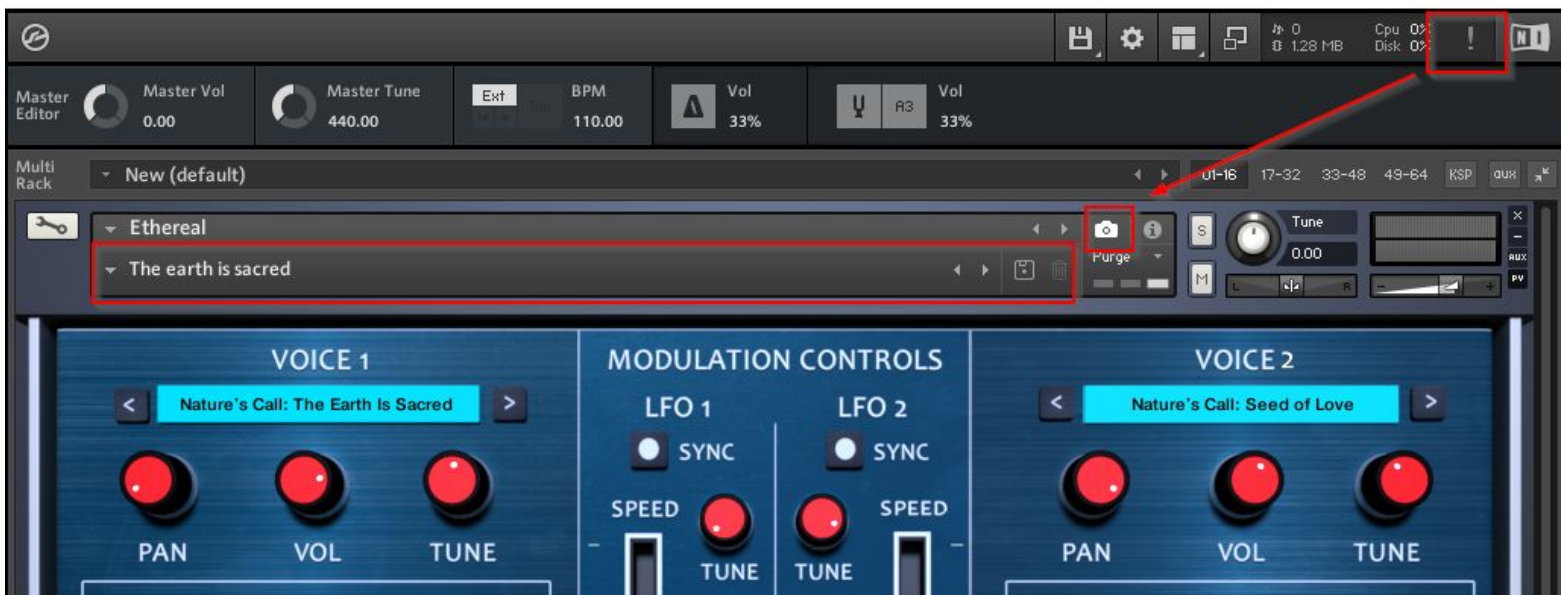 0 Cpu 0%
1.28 MB Disk 0%
!
NI
Master Editor
Master Vol
0.00
Master Tune
440.00
Ext
BPM
110.00
Vol
33%
A3
Vol
33%
Multi Rack
New (default)
01-16 17-32 33-48 49-64 KSP aux
Ethereal
S
Tune
0.00
The earth is sacred
Purge
M
L R
- +
×
–
AUX
PV
VOICE 1
< Nature's Call: The Earth Is Sacred >
PAN VOL TUNE
MODULATION CONTROLS
LFO 1 LFO 2
SYNC SYNC
SPEED SPEED
TUNE TUNE
VOICE 2
< Nature's Call: Seed of Love >
PAN VOL TUNE